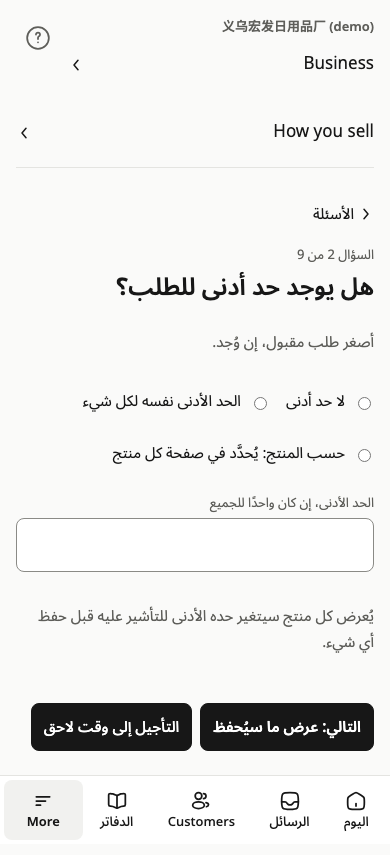 义乌宏发日用品厂 (demo)
Business
How you sell
الأسئلة
السؤال 2 من 9
هل يوجد حد أدنى للطلب؟
أصغر طلب مقبول، إن وُجد.
لا حد أدنى
الحد الأدنى نفسه لكل شيء
حسب المنتج: يُحدَّد في صفحة كل منتج
الحد الأدنى، إن كان واحدًا للجميع
يُعرض كل منتج سيتغير حده الأدنى للتأشير عليه قبل حفظ
أي شيء.
التالي: عرض ما سيُحفظ
التأجيل إلى وقت لاحق
اليوم
الرسائل
Customers
الدفاتر
More